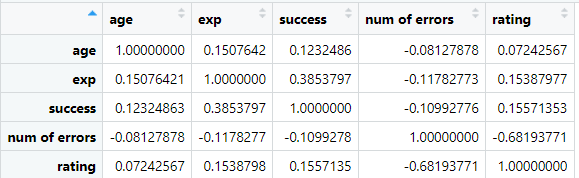 age exp success num of errors rating
age 1.00000000 0.1507642 0.1232486 -0.08127878 0.07242567
exp 0.15076421 1.0000000 0.3853797 -0.11782773 0.15387977
success 0.12324863 0.3853797 1.0000000 -0.10992776 0.15571353
num of errors -0.08127878 -0.1178277 -0.1099278 1.00000000 -0.68193771
rating 0.07242567 0.1538798 0.1557135 -0.68193771 1.00000000